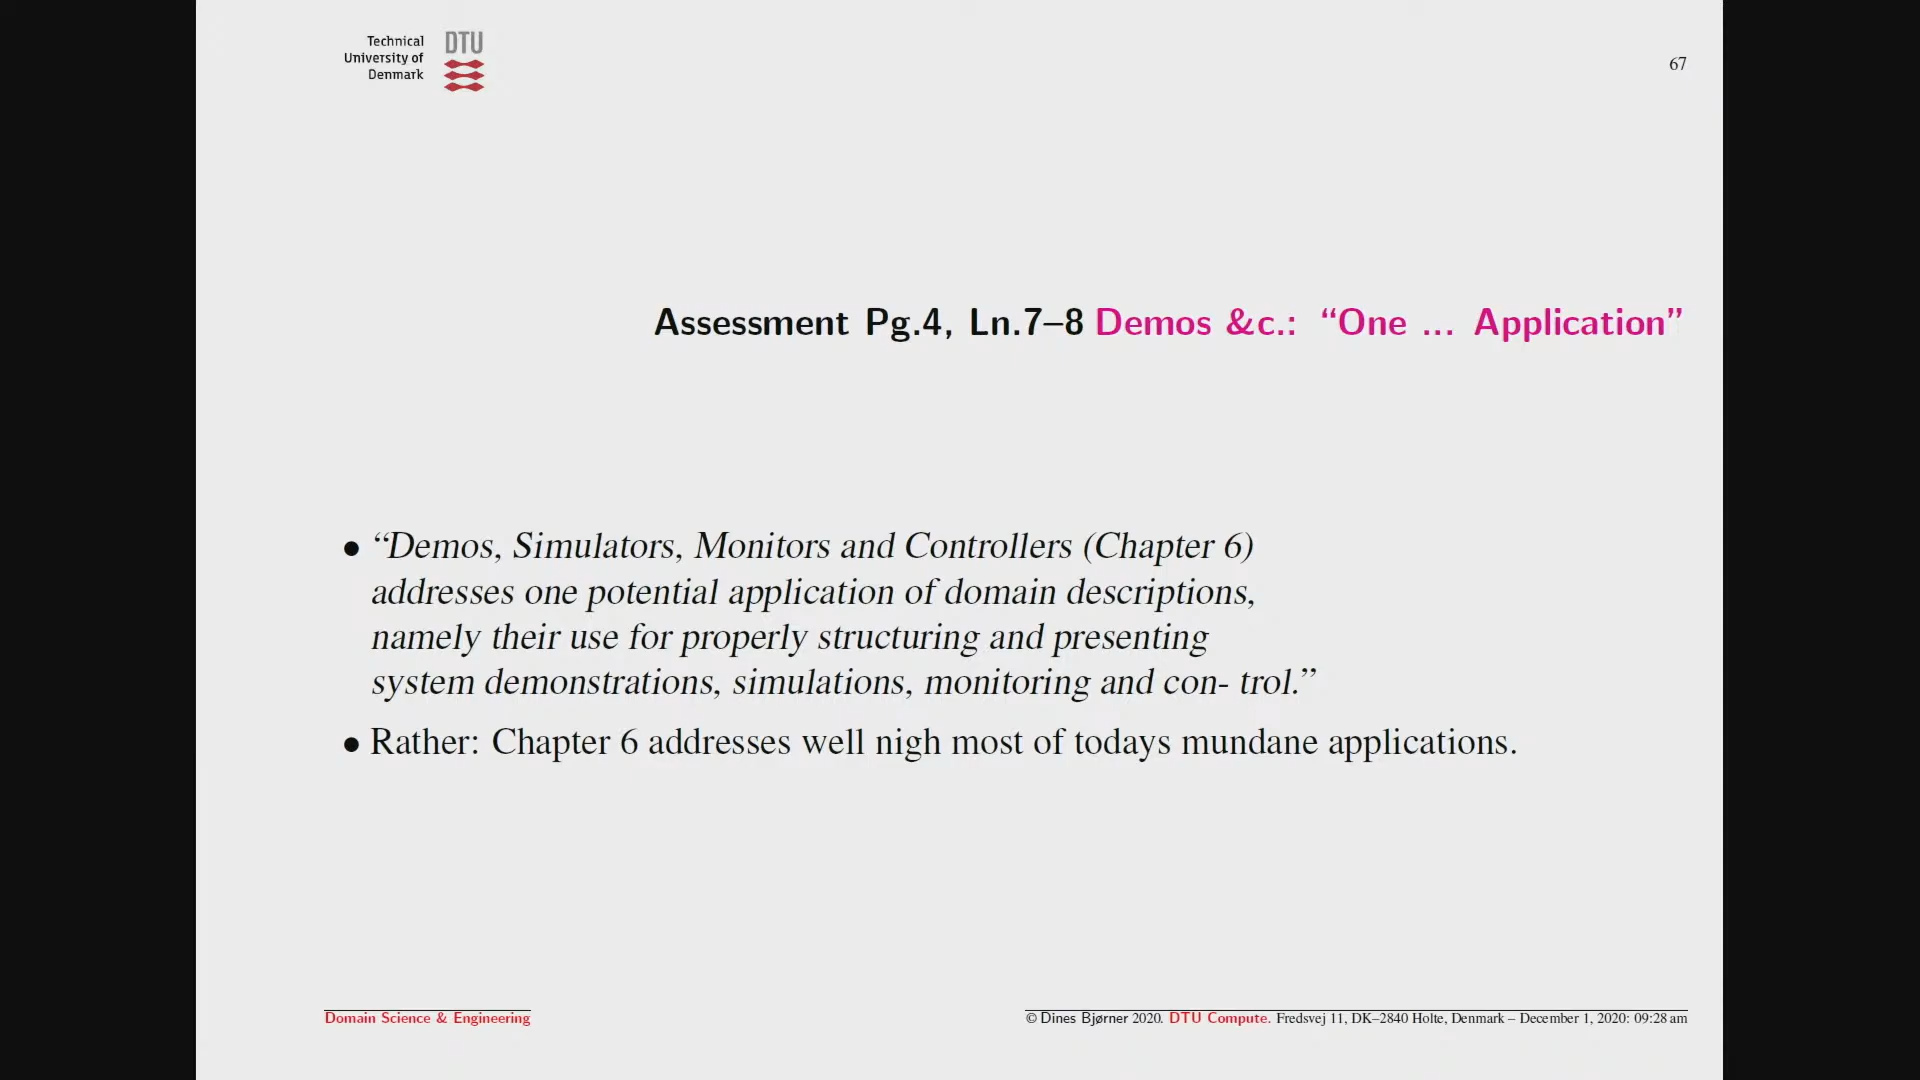 Technical
University of
Denmark
DTU
67
Assessment Pg.4, Ln.7–8 Demos &c.: “One ... Application”
• “Demos, Simulators, Monitors and Controllers (Chapter 6)
addresses one potential application of domain descriptions,
namely their use for properly structuring and presenting
system demonstrations, simulations, monitoring and con- trol.”
• Rather: Chapter 6 addresses well nigh most of todays mundane applications.
Domain Science & Engineering
© Dines Bjørner 2020. DTU Compute. Fredsvej 11, DK–2840 Holte, Denmark – December 1, 2020: 09:28 am